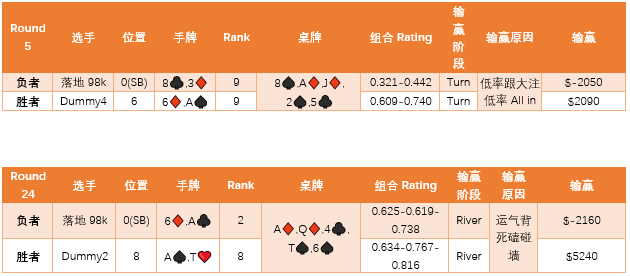 Round 5 选手 位置 手牌 Rank 桌牌 组合 Rating 输赢阶段 输赢原因 输赢
负者 落地 98k 0(SB) 8♣,3♦ 9 8♠,A♦,J♦, 0.321-0.442 Turn 低率跟大注 $-2050
胜者 Dummy4 6 6♦,A♠ 9 2♠,5♣ 0.609-0.740 Turn 低率 All in $2090
Round 24 选手 位置 手牌 Rank 桌牌 组合 Rating 输赢阶段 输赢原因 输赢
负者 落地 98k 0(SB) 6♦,A♣ 2 A♦,Q♦,4♣, 0.625-0.619-0.738 River 运气背 $-2160
胜者 Dummy2 8 A♠,T♥ 8 T♠,6♠ 0.634-0.767-0.816 River 死磕碰墙 $5240